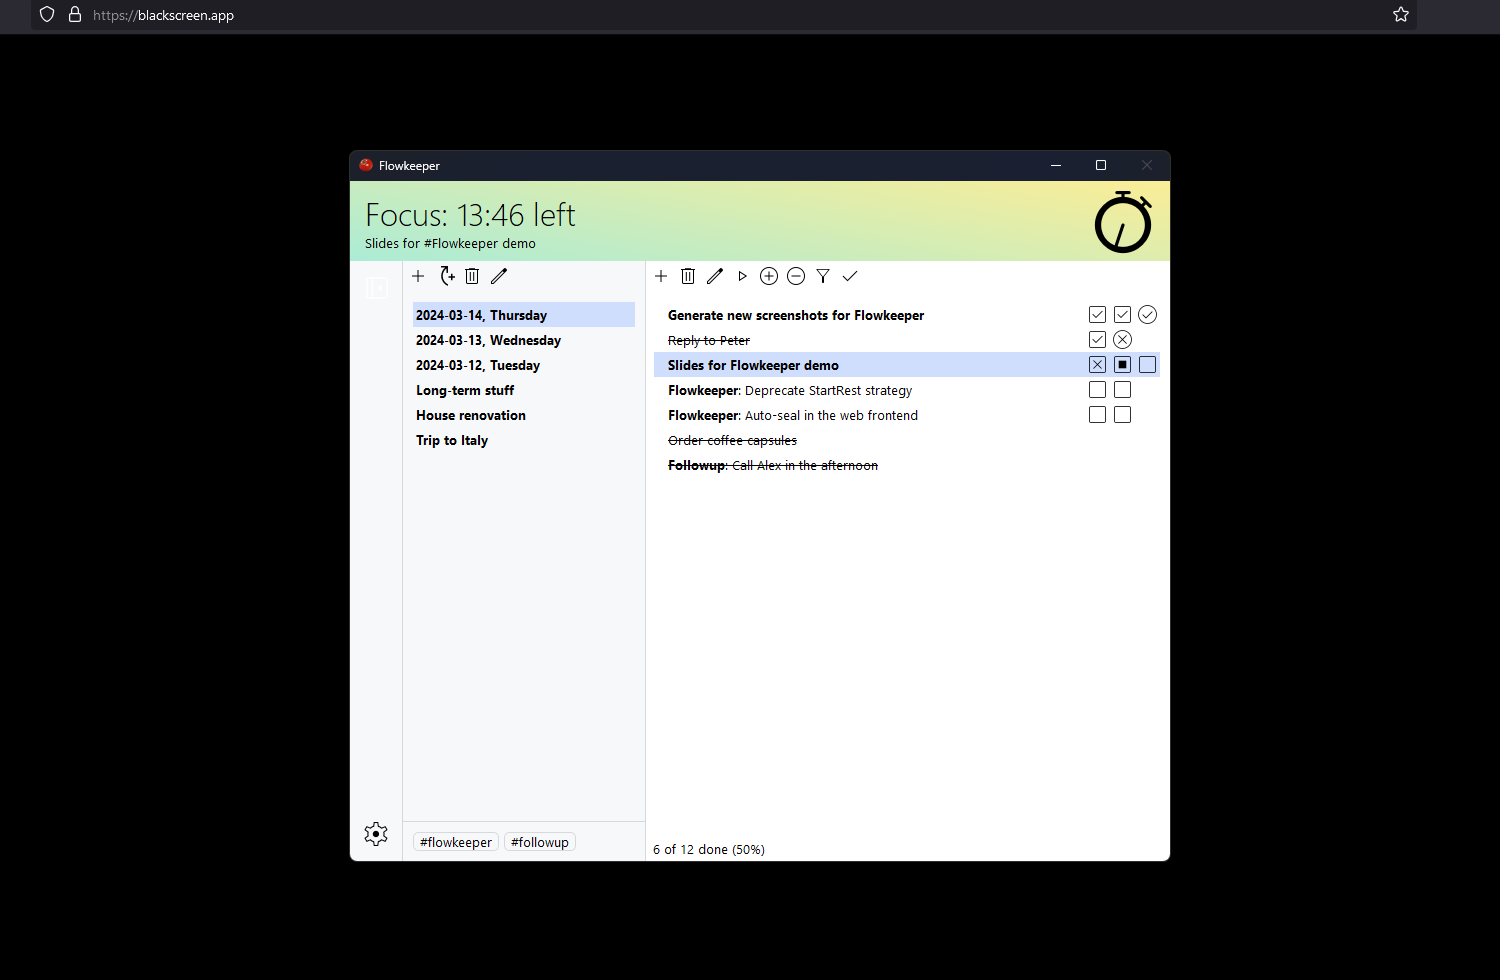 https://blackscreen.app
Flowkeeper
Focus: 13:46 left
Slides for #Flowkeeper demo
2024-03-14, Thursday
2024-03-13, Wednesday
2024-03-12, Tuesday
Long-term stuff
House renovation
Trip to Italy
#flowkeeper #followup
Generate new screenshots for Flowkeeper
Reply to Peter
Slides for Flowkeeper demo
Flowkeeper: Deprecate StartRest strategy
Flowkeeper: Auto-seal in the web frontend
Order coffee capsules
Followup: Call Alex in the afternoon
6 of 12 done (50%)